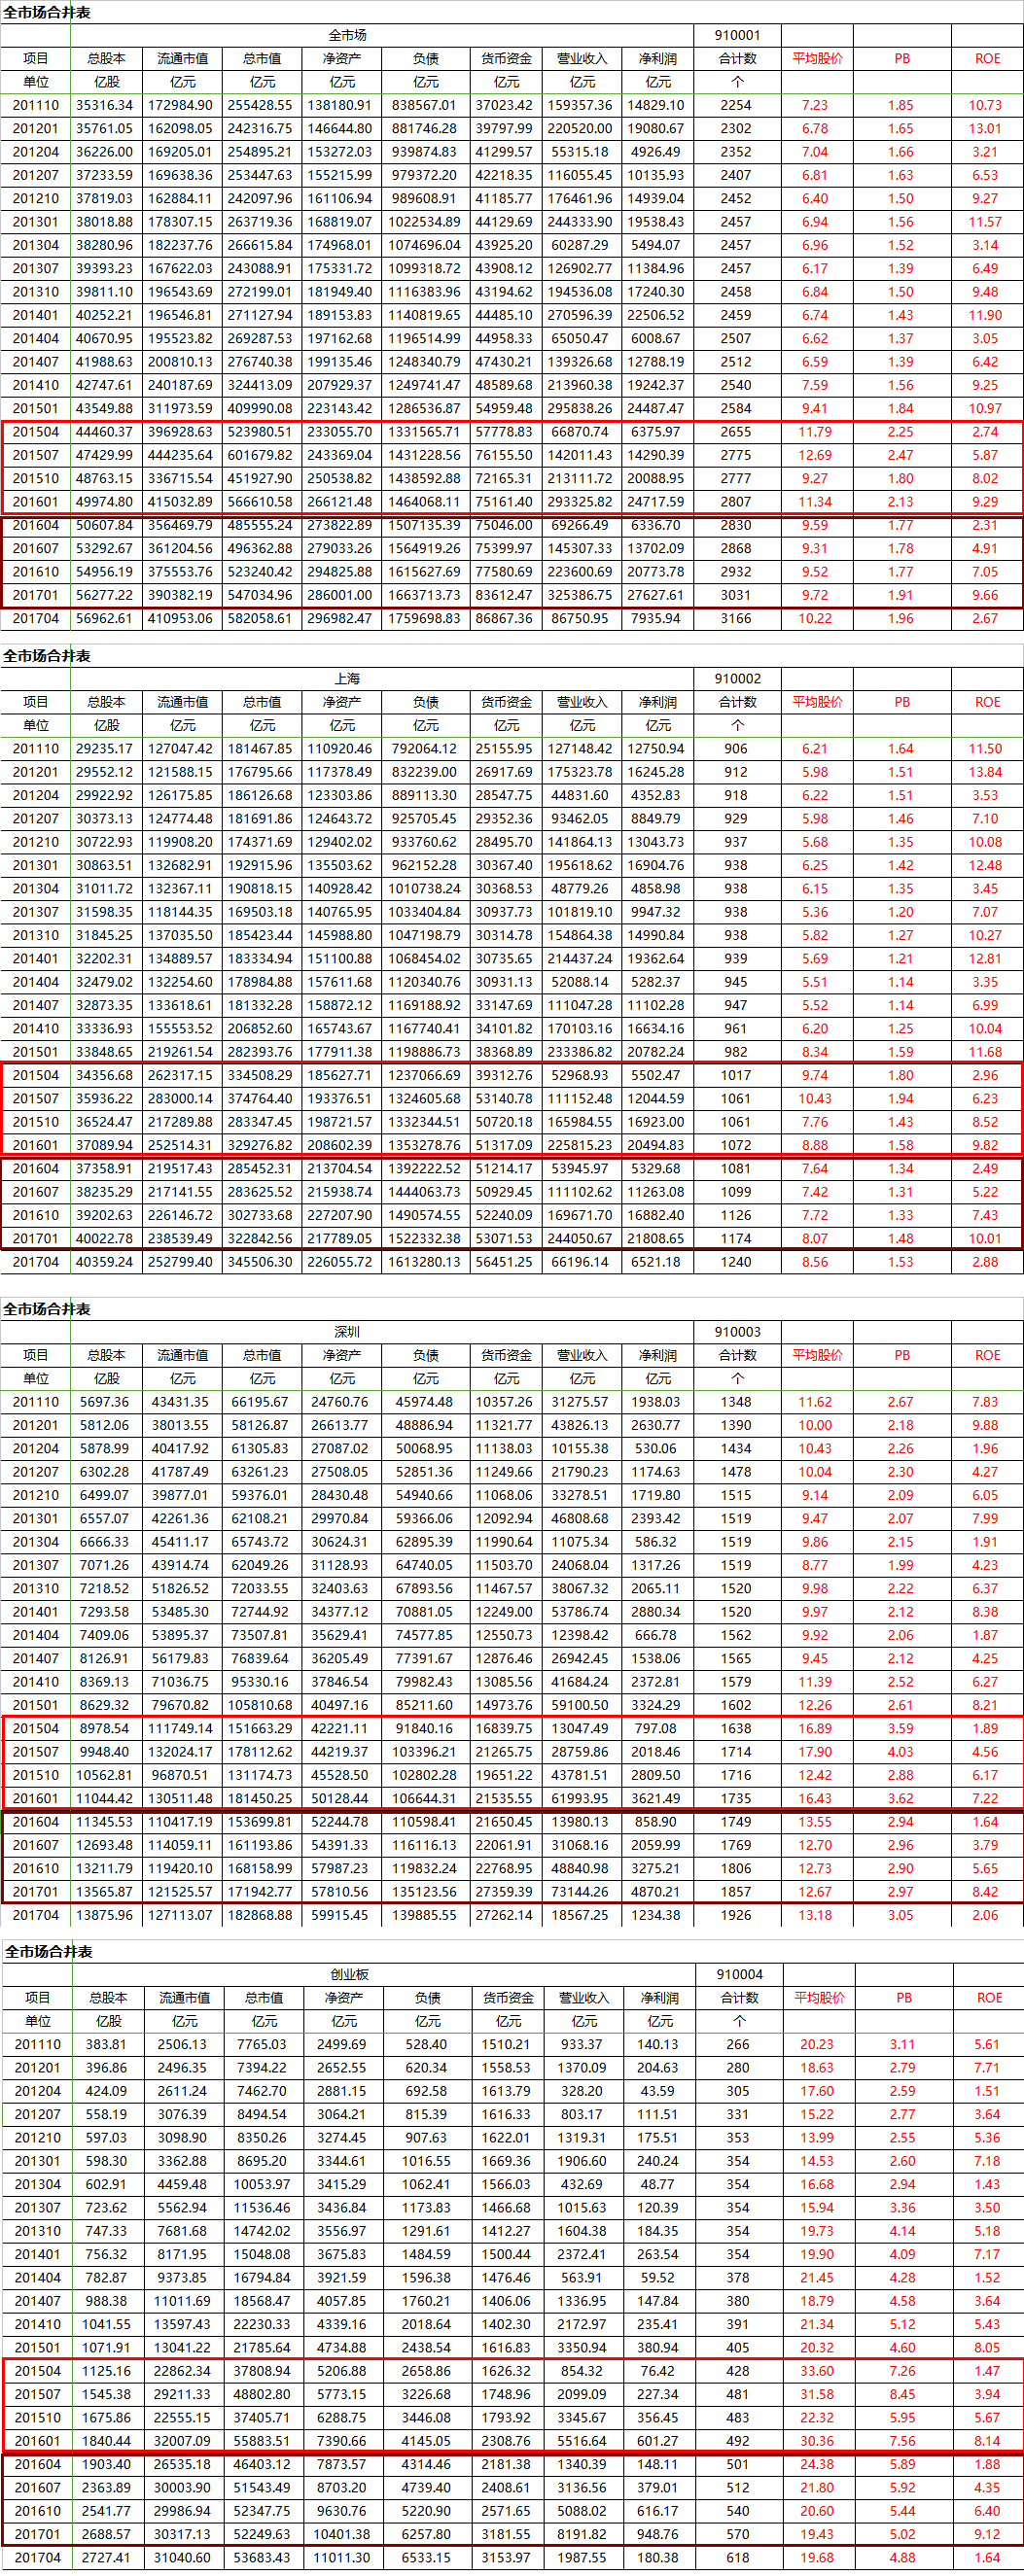 全市场合并表
全市场 910001
项目 总股本 流通市值 总市值 净资产 负债 货币资金 营业收入 净利润 合计数 平均股价 PB ROE
单位 亿股 亿元 亿元 亿元 亿元 亿元 亿元 亿元 个
201110 35316.34 172984.90 255428.55 138180.91 838567.01 37023.42 159357.36 14829.10 2254 7.23 1.85 10.73
201201 35761.05 162098.05 242316.75 146644.80 881746.28 39797.99 220520.00 19080.67 2302 6.78 1.65 13.01
201204 36226.00 169205.01 254895.21 153272.03 939874.83 41299.57 55315.18 4926.49 2352 7.04 1.66 3.21
201207 37233.59 169638.36 253447.63 155215.99 979372.20 42218.35 116055.45 10135.93 2407 6.81 1.63 6.53
201210 37819.03 162884.11 242097.96 161106.94 989608.91 41185.77 176461.96 14939.04 2452 6.40 1.50 9.27
201301 38018.88 178307.15 263719.36 168819.07 1022534.89 44129.69 244333.90 19538.43 2457 6.94 1.56 11.57
201304 38280.96 182237.76 266615.84 174968.01 1074696.04 43925.20 60287.29 5494.07 2457 6.96 1.52 3.14
201307 39393.23 167622.03 243088.91 175331.72 1099318.72 43908.12 126902.77 11384.96 2457 6.17 1.39 6.49
201310 39811.10 196543.69 272199.01 181949.40 1116383.96 43194.62 194536.08 17240.30 2458 6.84 1.50 9.48
201401 40252.21 196546.81 271127.94 189153.83 1140819.65 44485.10 270596.39 22506.52 2459 6.74 1.43 11.90
201404 40670.95 195523.82 269287.53 197162.68 1196514.99 44958.33 65050.47 6008.67 2507 6.62 1.37 3.05
201407 41988.63 200810.13 276740.38 199135.46 1248340.79 47430.21 139326.68 12788.19 2512 6.59 1.39 6.42
201410 42747.61 240187.69 324413.09 207929.37 1249741.47 48589.68 213960.38 19242.37 2540 7.59 1.56 9.25
201501 43549.88 311973.59 409990.08 223143.42 1286536.87 54959.48 295838.26 24487.47 2584 9.41 1.84 10.97
201504 44460.37 396928.63 523980.51 233055.70 1331565.71 57778.83 66870.74 6375.97 2655 11.79 2.25 2.74
201507 47429.99 444235.64 601679.82 243369.04 1431228.56 76155.50 142011.43 14290.39 2775 12.69 2.47 5.87
201510 48763.15 336715.54 451927.90 250538.82 1438592.88 72165.31 213111.72 20088.95 2777 9.27 1.80 8.02
201601 49974.80 415032.89 566610.58 266121.48 1464068.11 75161.40 293325.82 24717.59 2807 11.34 2.13 9.29
201604 50607.84 356469.79 485555.24 273822.89 1507135.39 75046.00 69266.49 6336.70 2830 9.59 1.77 2.31
201607 53292.67 361204.56 496362.88 279033.26 1564919.26 75399.97 145307.33 13702.09 2868 9.31 1.78 4.91
201610 54956.19 375553.76 523240.42 294825.88 1615627.69 77580.69 223600.69 20773.78 2932 9.52 1.77 7.05
201701 56277.22 390382.19 547034.96 286001.00 1663713.73 83612.47 325386.75 27627.61 3031 9.72 1.91 9.66
201704 56962.61 410953.06 582058.61 296982.47 1759698.83 86867.36 86750.95 7935.94 3166 10.22 1.96 2.67
全市场合并表
上海 910002
项目 总股本 流通市值 总市值 净资产 负债 货币资金 营业收入 净利润 合计数 平均股价 PB ROE
单位 亿股 亿元 亿元 亿元 亿元 亿元 亿元 亿元 个
201110 29235.17 127047.42 181467.85 110920.46 792064.12 25155.95 127148.42 12750.94 906 6.21 1.64 11.50
201201 29552.12 121588.15 176795.66 117378.49 832239.00 26917.69 175323.78 16245.28 912 5.98 1.51 13.84
201204 29922.92 126175.85 186126.68 123303.86 889113.30 28547.75 44831.60 4352.83 918 6.22 1.51 3.53
201207 30373.13 124774.48 181691.86 124643.72 925705.45 29352.36 93462.05 8849.79 929 5.98 1.46 7.10
201210 30722.93 119908.20 174371.69 129402.02 933760.62 28495.70 141864.13 13043.73 937 5.68 1.35 10.08
201301 30863.51 132682.91 192915.96 135503.62 962152.28 30367.40 195618.62 16904.76 938 6.25 1.42 12.48
201304 31011.72 132367.11 190818.15 140928.42 1010738.24 30368.53 48779.26 4858.98 938 6.15 1.35 3.45
201307 31598.35 118144.35 169503.18 140765.95 1033404.84 30937.73 101819.10 9947.32 938 5.36 1.20 7.07
201310 31845.25 137035.50 185423.44 145988.80 1047198.79 30314.78 154864.38 14990.84 938 5.82 1.27 10.27
201401 32202.31 134889.57 183334.94 151100.88 1068454.02 30735.65 214437.24 19362.64 939 5.69 1.21 12.81
201404 32479.02 132254.60 178984.88 157611.68 1120340.76 30931.13 52088.14 5282.37 945 5.51 1.14 3.35
201407 32873.35 133618.61 181332.28 158872.12 1169188.92 33147.69 111047.28 11102.28 947 5.52 1.14 6.99
201410 33336.93 155553.52 206852.60 165743.67 1167740.41 34101.82 170103.16 16634.16 961 6.20 1.25 10.04
201501 33848.65 219261.54 282393.76 177911.38 1198886.73 38368.89 233386.82 20782.24 982 8.34 1.59 11.68
201504 34356.68 262317.15 334508.29 185627.71 1237066.69 39312.76 52968.93 5502.47 1017 9.74 1.80 2.96
201507 35936.22 283000.14 374764.40 193376.51 1324605.68 53140.78 111152.48 12044.59 1061 10.43 1.94 6.23
201510 36524.47 217289.88 283347.45 198721.57 1332344.51 50720.18 165984.55 16923.00 1061 7.76 1.43 8.52
201601 37089.94 252514.31 329276.82 208602.39 1353278.76 51317.09 225815.23 20494.83 1072 8.88 1.58 9.82
201604 37358.91 219517.43 285452.31 213704.54 1392222.52 51214.17 53945.97 5329.68 1081 7.64 1.34 2.49
201607 38235.29 217141.55 283625.52 215938.74 1444063.73 50929.45 111102.62 11263.08 1099 7.42 1.31 5.22
201610 39202.63 226146.72 302733.68 227207.90 1490574.55 52240.09 169671.70 16882.40 1126 7.72 1.33 7.43
201701 40022.78 238539.49 322842.56 217789.05 1522332.38 53071.53 244050.67 21808.65 1174 8.07 1.48 10.01
201704 40359.24 252799.40 345506.30 226055.72 1613280.13 56451.25 66196.14 6521.18 1240 8.56 1.53 2.88
全市场合并表
深圳 910003
项目 总股本 流通市值 总市值 净资产 负债 货币资金 营业收入 净利润 合计数 平均股价 PB ROE
单位 亿股 亿元 亿元 亿元 亿元 亿元 亿元 亿元 个
201110 5697.36 43431.35 66195.67 24760.76 45974.48 10357.26 31275.57 1938.03 1348 11.62 2.67 7.83
201201 5812.06 38013.55 58126.87 26613.77 48886.94 11321.77 43826.13 2630.77 1390 10.00 2.18 9.88
201204 5878.99 40417.92 61305.83 27087.02 50068.95 11138.03 10155.38 530.06 1434 10.43 2.26 1.96
201207 6302.28 41787.49 63261.23 27508.05 52851.36 11249.66 21790.23 1174.63 1478 10.04 2.30 4.27
201210 6499.07 39877.01 59376.01 28430.48 54940.66 11068.06 33278.51 1719.80 1515 9.14 2.09 6.05
201301 6557.07 42261.36 62108.21 29970.84 59366.06 12092.94 46808.68 2393.42 1519 9.47 2.07 7.99
201304 6666.33 45411.17 65743.72 30624.31 62895.39 11990.64 11075.34 586.32 1519 9.86 2.15 1.91
201307 7071.26 43914.74 62049.26 31128.93 64740.05 11503.70 24068.04 1317.26 1519 8.77 1.99 4.23
201310 7218.52 51826.52 72033.55 32403.63 67893.56 11467.57 38067.32 2065.11 1520 9.98 2.22 6.37
201401 7293.58 53485.30 72744.92 34377.12 70881.05 12249.00 53786.74 2880.34 1520 9.97 2.12 8.38
201404 7409.06 53895.37 73507.81 35629.41 74577.85 12550.73 12398.42 666.78 1562 9.92 2.06 1.87
201407 8126.91 56179.83 76839.64 36205.49 77391.67 12876.46 26942.45 1538.06 1565 9.45 2.12 4.25
201410 8369.13 71036.75 95330.16 37846.54 79982.43 13085.56 41684.24 2372.81 1579 11.39 2.52 6.27
201501 8629.32 79670.82 105810.68 40497.16 85211.60 14973.76 59100.50 3324.29 1602 12.26 2.61 8.21
201504 8978.54 111749.14 151663.29 42221.11 91840.16 16839.75 13047.49 797.08 1638 16.89 3.59 1.89
201507 9948.40 132024.17 178112.62 44219.37 103396.21 21265.75 28759.86 2018.46 1714 17.90 4.03 4.56
201510 10562.81 96870.51 131174.73 45528.50 102802.28 19651.22 43781.51 2809.50 1716 12.42 2.88 6.17
201601 11044.42 130511.48 181450.25 50128.44 106644.31 21535.55 61993.95 3621.49 1735 16.43 3.62 7.22
201604 11345.53 110417.19 153699.81 52244.78 110598.41 21650.45 13980.13 858.90 1749 13.55 2.94 1.64
201607 12693.48 114059.11 161193.86 54391.33 116116.13 22061.91 31068.16 2059.99 1769 12.70 2.96 3.79
201610 13211.79 119420.10 168158.99 57987.23 119832.24 22768.95 48840.98 3275.21 1806 12.73 2.90 5.65
201701 13565.87 121525.57 171942.77 57810.56 135123.56 27359.39 73144.26 4870.21 1857 12.67 2.97 8.42
201704 13875.96 127113.07 182868.88 59915.45 139885.55 27262.14 18567.25 1234.38 1926 13.18 3.05 2.06
全市场合并表
创业板 910004
项目 总股本 流通市值 总市值 净资产 负债 货币资金 营业收入 净利润 合计数 平均股价 PB ROE
单位 亿股 亿元 亿元 亿元 亿元 亿元 亿元 亿元 个
201110 383.81 2506.13 7765.03 2499.69 528.40 1510.21 933.37 140.13 266 20.23 3.11 5.61
201201 396.86 2496.35 7394.22 2652.55 620.34 1558.53 1370.09 204.63 280 18.63 2.79 7.71
201204 424.09 2611.24 7462.70 2881.15 692.58 1613.79 328.20 43.59 305 17.60 2.59 1.51
201207 558.19 3076.39 8494.54 3064.21 815.39 1616.33 803.17 111.51 331 15.22 2.77 3.64
201210 597.03 3098.90 8350.26 3274.45 907.63 1622.01 1319.31 175.51 353 13.99 2.55 5.36
201301 598.30 3362.88 8695.20 3344.61 1016.55 1669.36 1906.60 240.24 354 14.53 2.60 7.18
201304 602.91 4459.48 10053.97 3415.29 1062.41 1566.03 432.69 48.77 354 16.68 2.94 1.43
201307 723.62 5562.94 11536.46 3436.84 1173.83 1466.68 1015.63 120.39 354 15.94 3.36 3.50
201310 747.33 7681.68 14742.02 3556.97 1291.61 1412.27 1604.38 184.35 354 19.73 4.14 5.18
201401 756.32 8171.95 15048.08 3675.83 1484.59 1500.44 2372.41 263.54 354 19.90 4.09 7.17
201404 782.87 9373.85 16794.84 3921.59 1596.38 1476.46 563.91 59.52 378 21.45 4.28 1.52
201407 988.38 11011.69 18568.47 4057.85 1760.21 1406.06 1336.95 147.84 380 18.79 4.58 3.64
201410 1041.55 13597.43 22230.33 4339.16 2018.64 1402.30 2172.97 235.41 391 21.34 5.12 5.43
201501 1071.91 13041.22 21785.64 4734.88 2438.54 1616.83 3350.94 380.94 405 20.32 4.60 8.05
201504 1125.16 22862.34 37808.94 5206.88 2658.86 1626.32 854.32 76.42 428 33.60 7.26 1.47
201507 1545.38 29211.33 48802.80 5773.15 3226.68 1748.96 2099.09 227.34 481 31.58 8.45 3.94
201510 1675.86 22555.15 37405.71 6288.75 3446.08 1793.92 3345.67 356.45 483 22.32 5.95 5.67
201601 1840.44 32007.09 55883.51 7390.66 4145.05 2308.76 5516.64 601.27 492 30.36 7.56 8.14
201604 1903.40 26535.18 46403.12 7873.57 4314.46 2181.38 1340.39 148.11 501 24.38 5.89 1.88
201607 2363.89 30003.90 51543.49 8703.20 4739.40 2408.61 3136.56 379.01 512 21.80 5.92 4.35
201610 2541.77 29986.94 52347.75 9630.76 5220.90 2571.65 5088.02 616.17 540 20.60 5.44 6.40
201701 2688.57 30317.13 52249.63 10401.38 6257.80 3181.55 8191.82 948.76 570 19.43 5.02 9.12
201704 2727.41 31040.60 53683.43 11011.30 6533.15 3153.97 1987.55 180.38 618 19.68 4.88 1.64